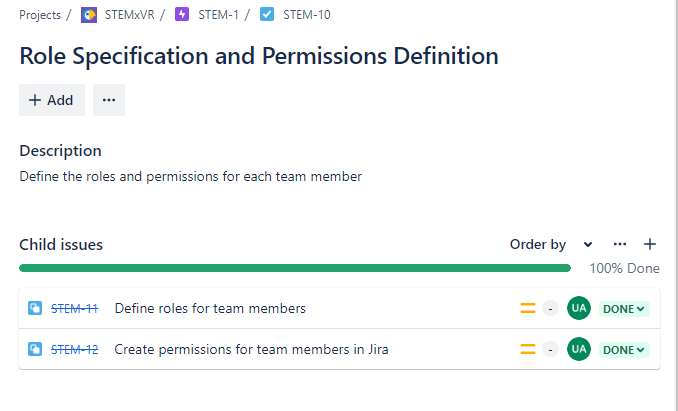 Projects / STEMxVR / STEM-1 / STEM-10
Role Specification and Permissions Definition
+ Add ...
Description
Define the roles and permissions for each team member
Child issues Order by ... +
100% Done
STEM-11 Define roles for team members - UA DONE
STEM-12 Create permissions for team members in Jira - UA DONE